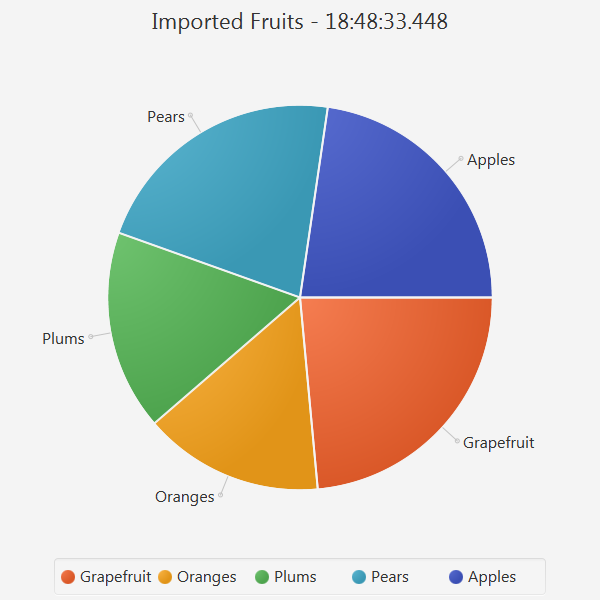 Imported Fruits - 18:48:33.448
Pears
Apples
Plums
Grapefruit
Oranges
Grapefruit Oranges Plums Pears Apples